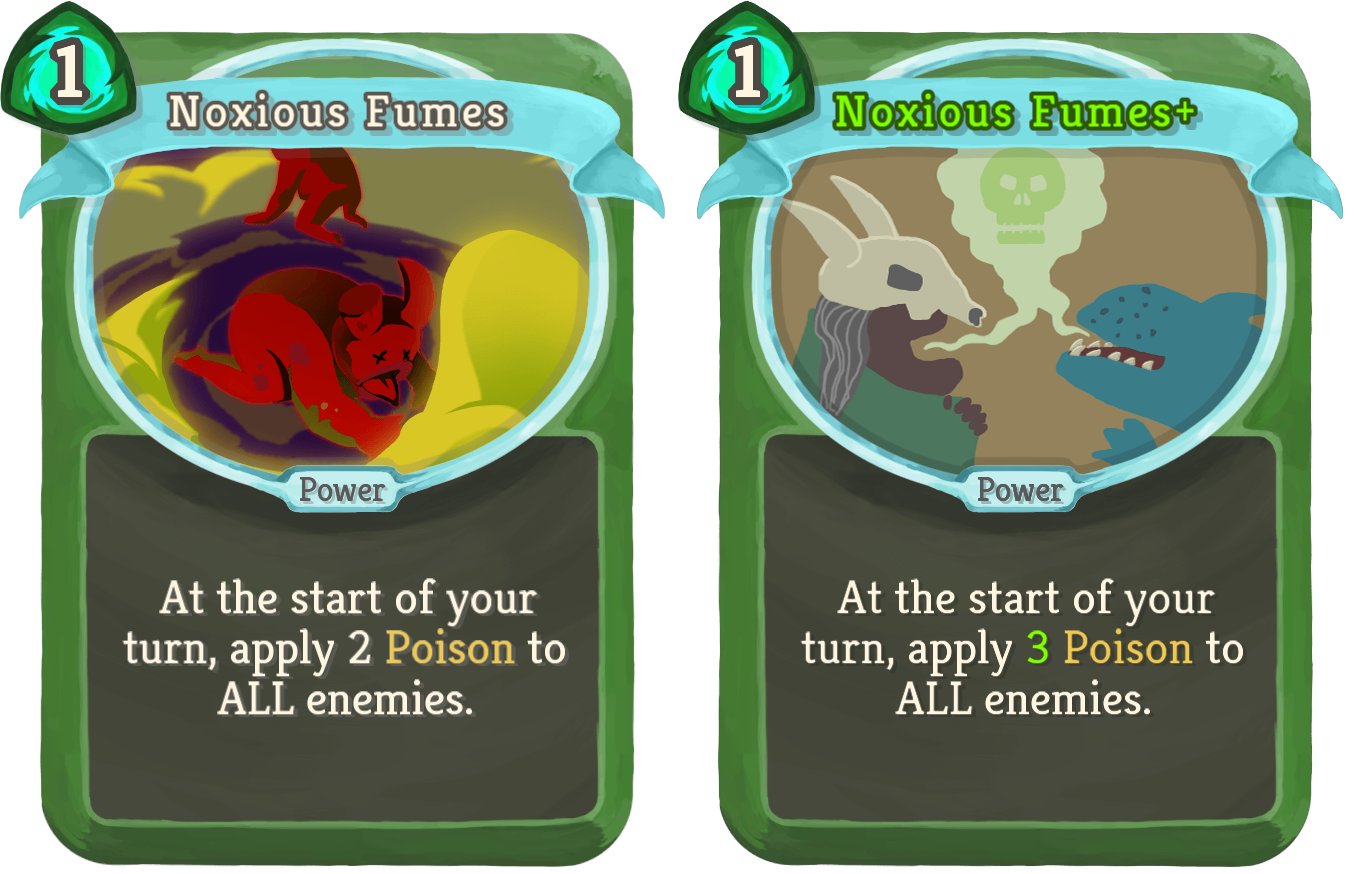 1
Noxious Fumes
Power
At the start of your
turn, apply 2 Poison to
ALL enemies.
1
Noxious Fumes+
Power
At the start of your
turn, apply 3 Poison to
ALL enemies.